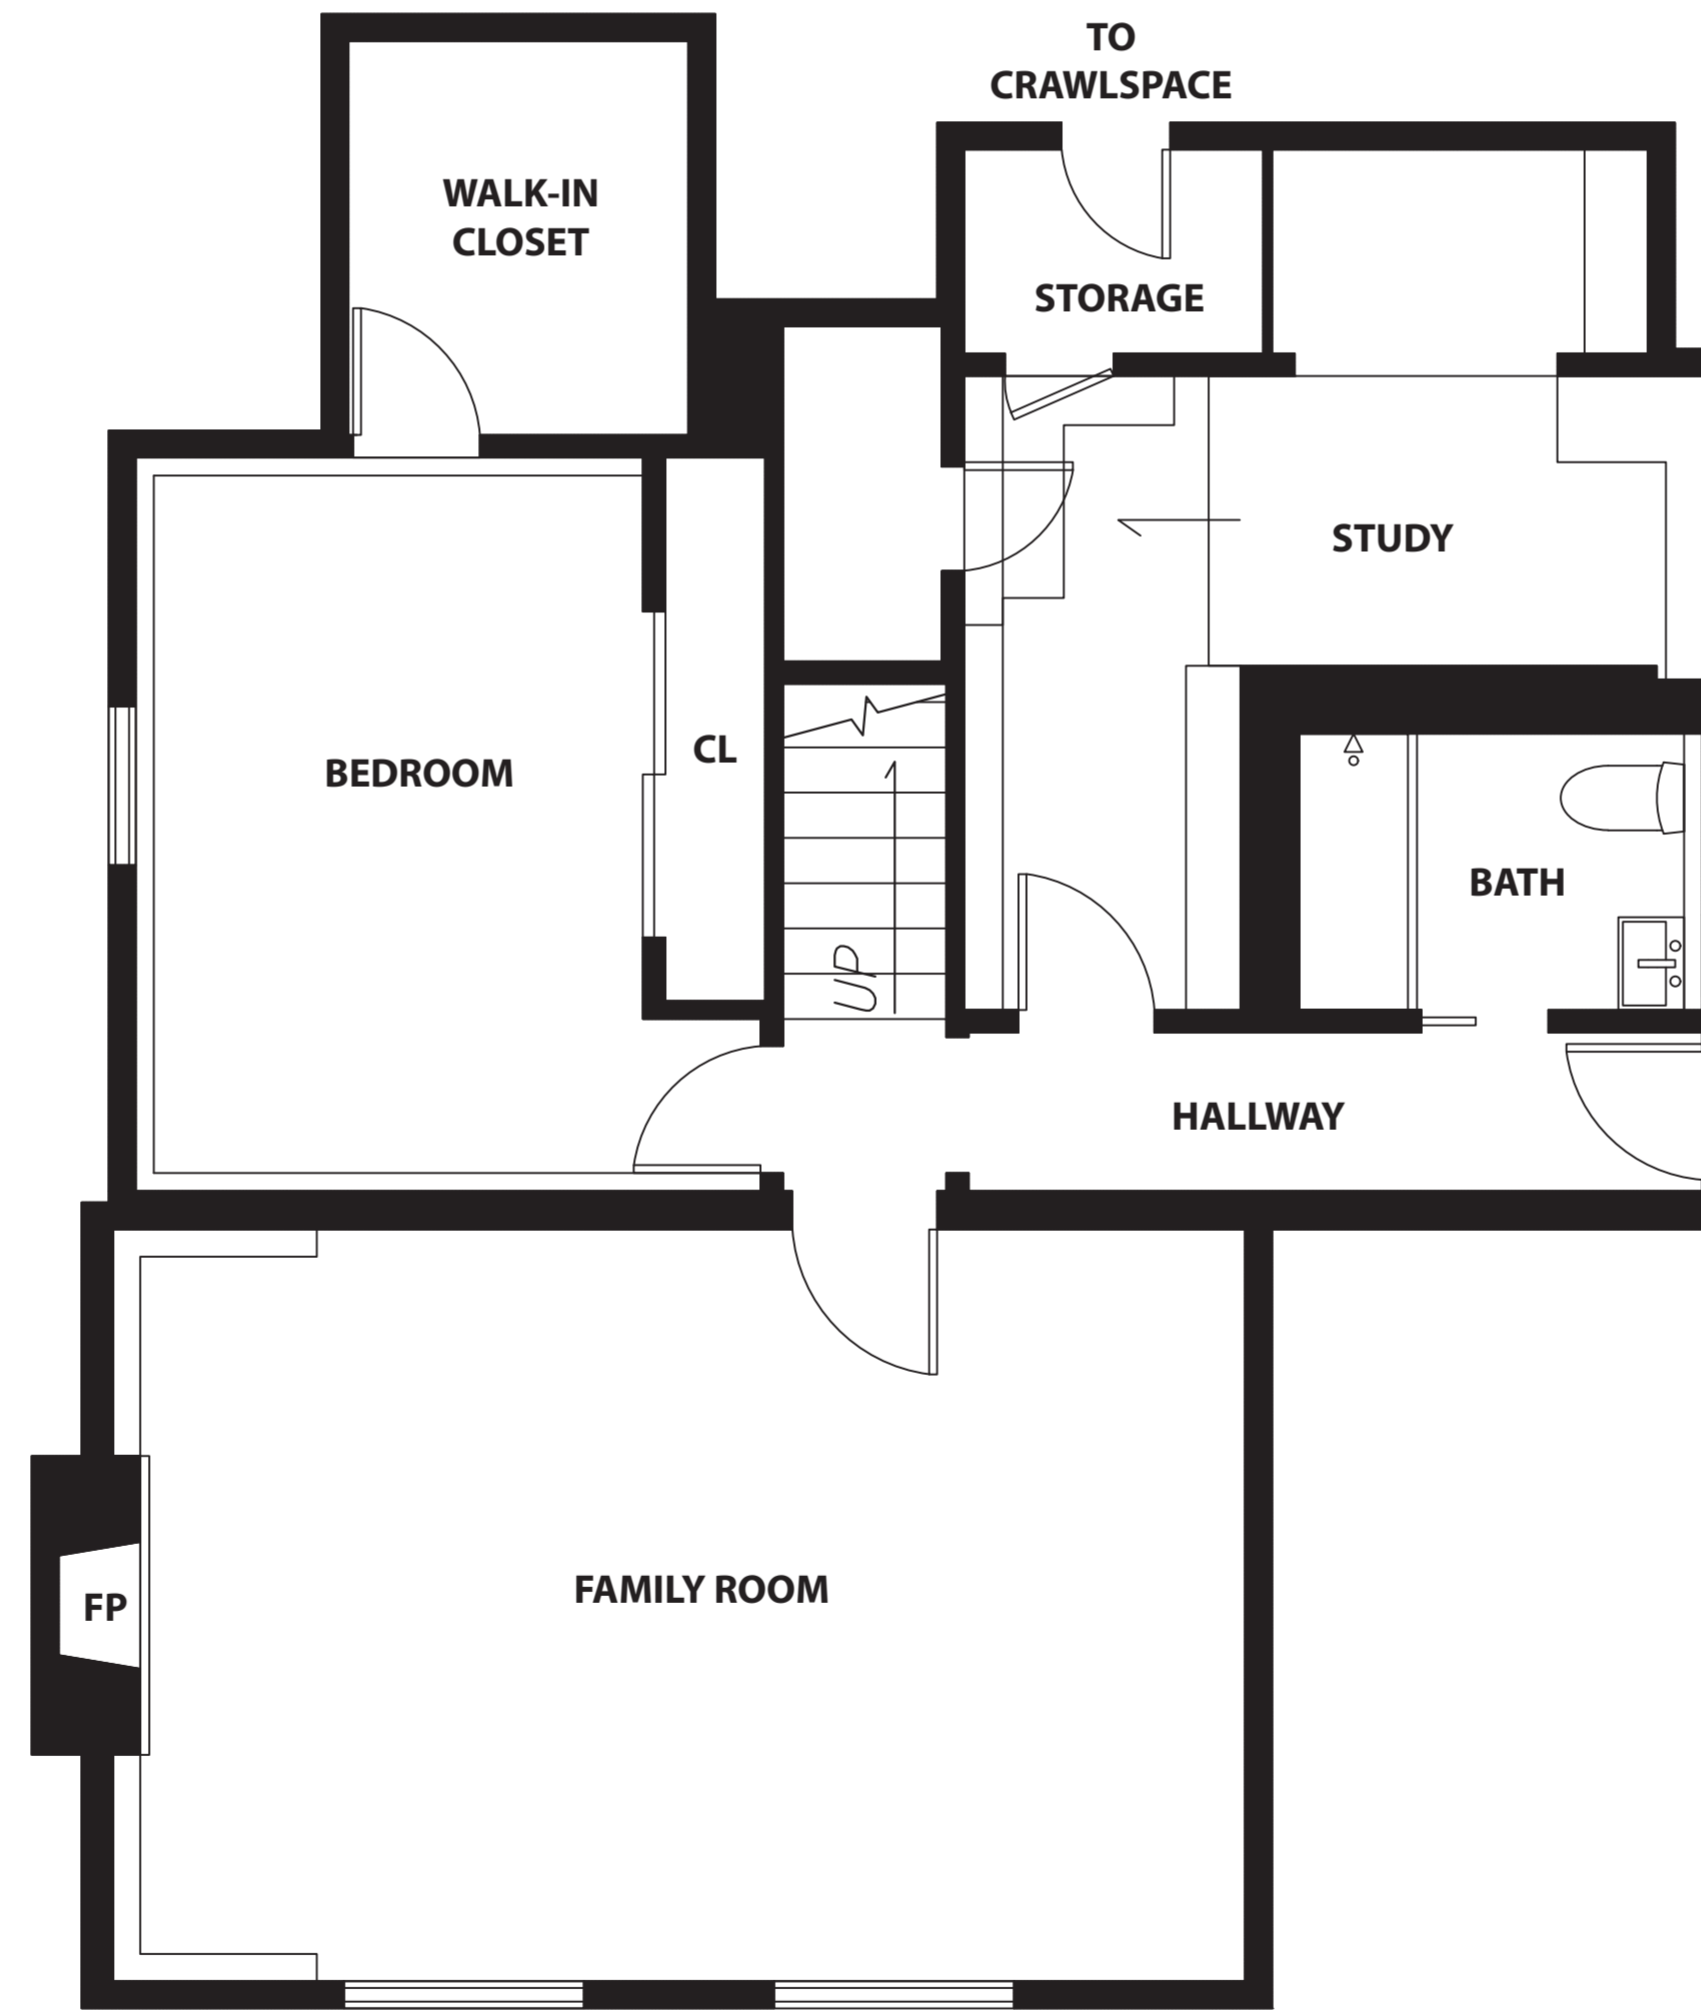 TO
CRAWLSPACE
WALK-IN
CLOSET
STORAGE
STUDY
BEDROOM
CL
BATH
UP
HALLWAY
FAMILY ROOM
FP